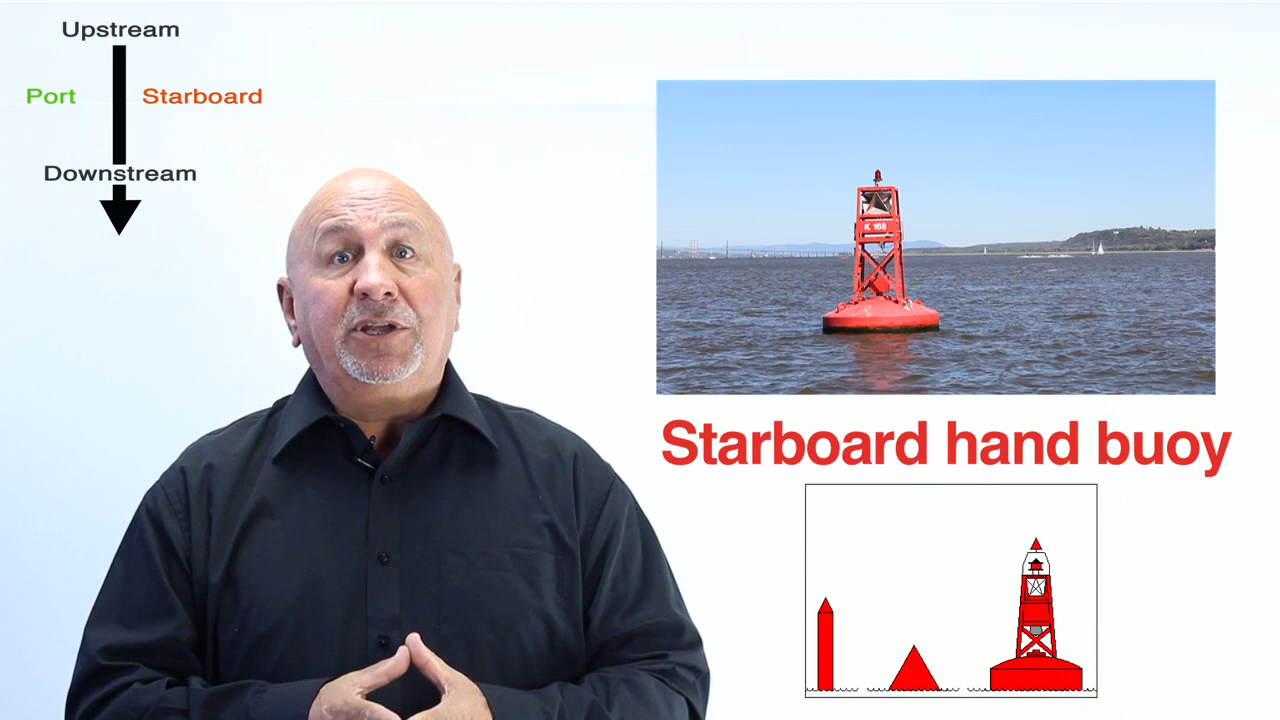 Upstream
Port
Starboard
Downstream
K 168
Starboard hand buoy